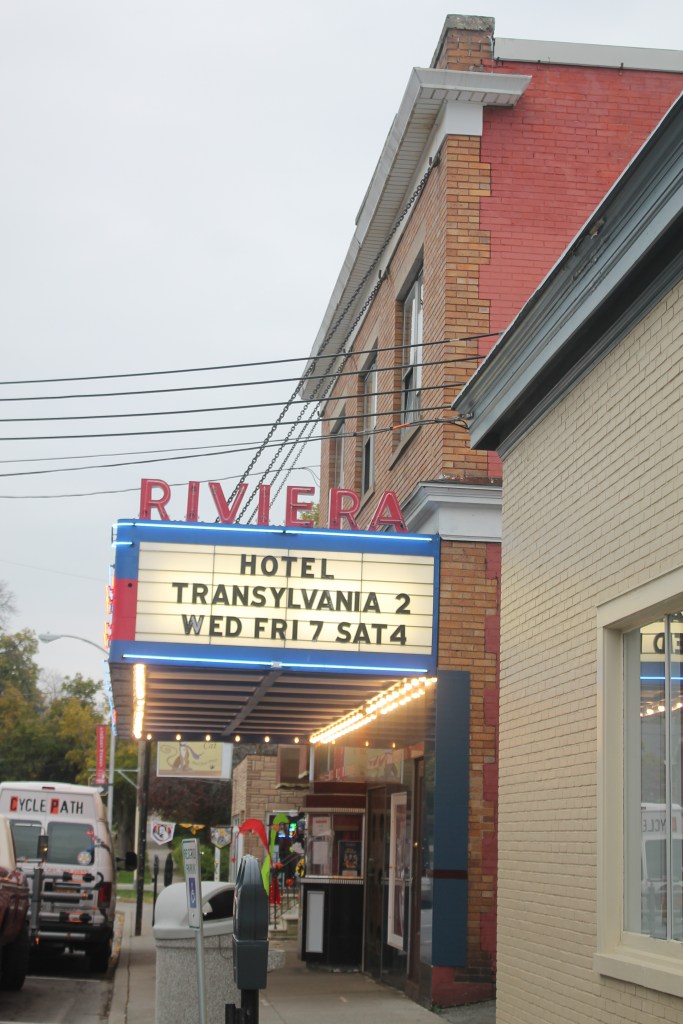 RIVIERA
HOTEL
TRANSYLVANIA 2
WED FRI 7 SAT4
CYCLE PATH